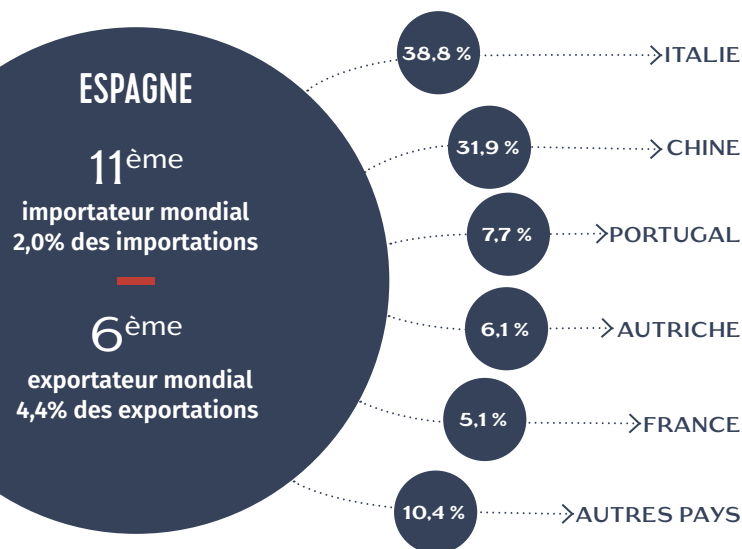 ESPAGNE
11ème
importateur mondial
2,0% des importations
6ème
exportateur mondial
4,4% des exportations
38,8 % ITALIE
31,9 % CHINE
7,7 % PORTUGAL
6,1 % AUTRICHE
5,1 % FRANCE
10,4 % AUTRES PAYS